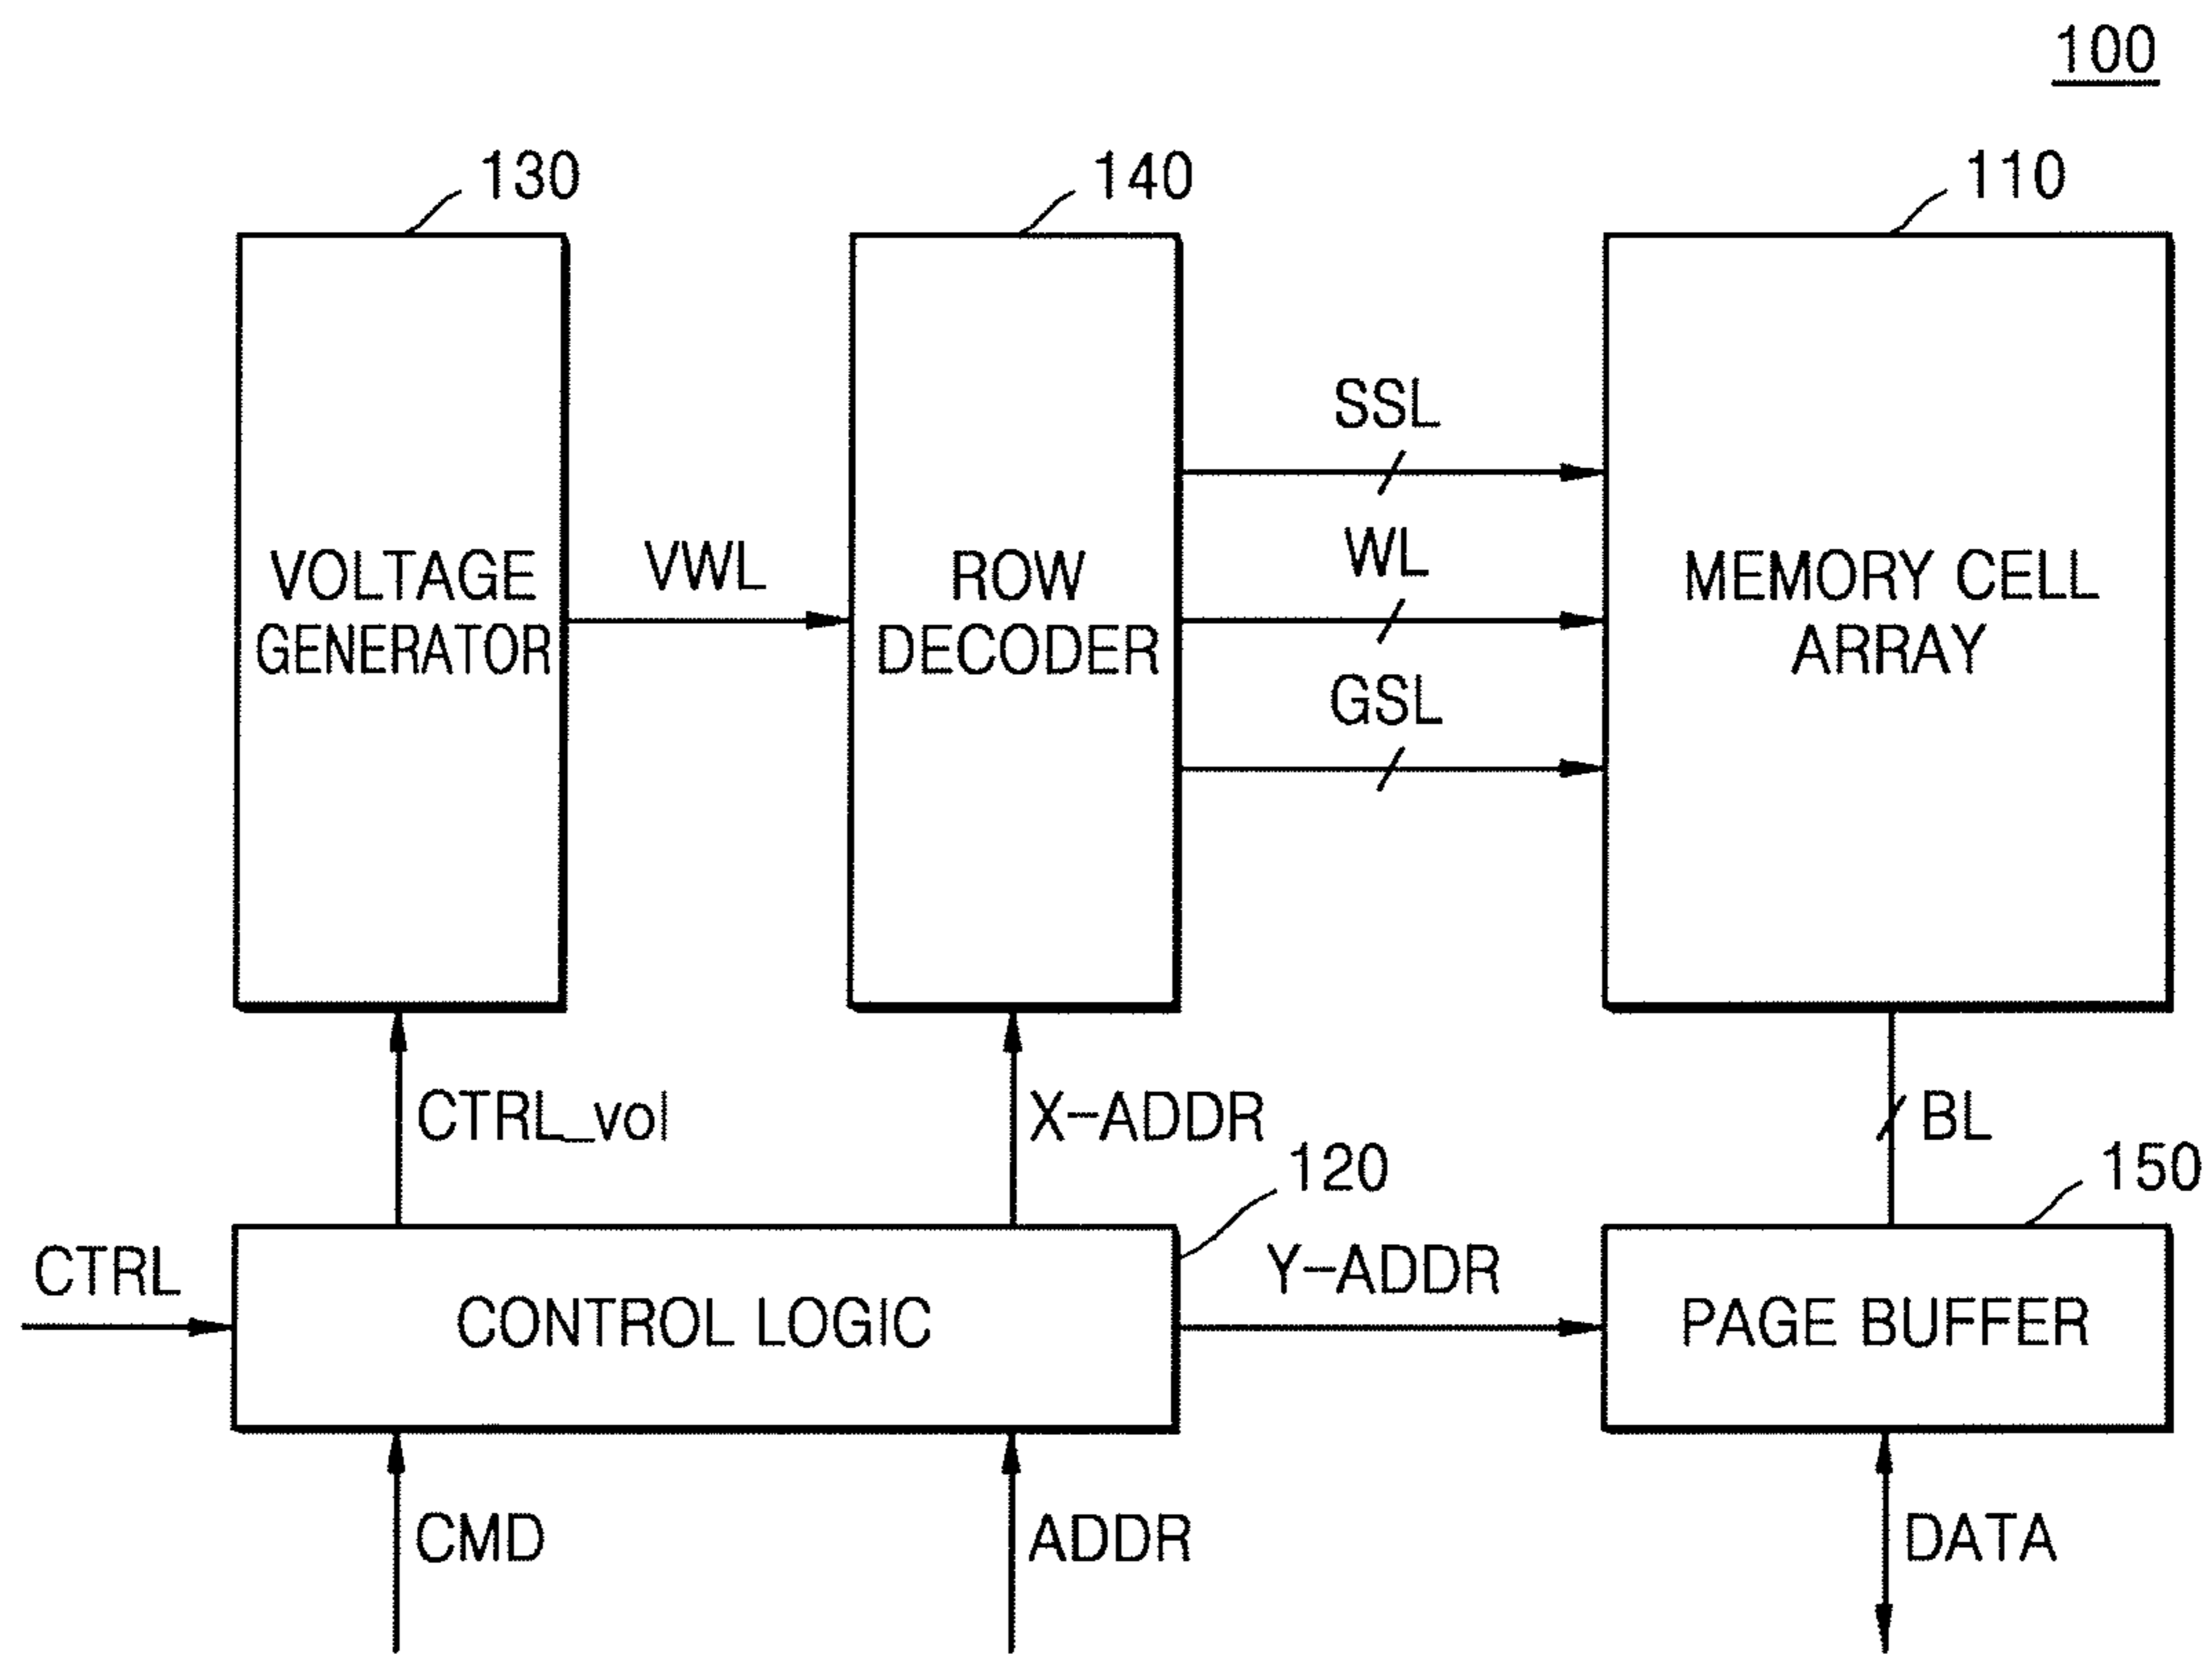 100
130
140
110
VOLTAGE
GENERATOR
VWL
ROW
DECODER
SSL
WL
GSL
MEMORY CELL
ARRAY
CTRL_vol
X-ADDR
BL
120
150
CTRL
CONTROL LOGIC
Y-ADDR
PAGE BUFFER
CMD
ADDR
DATA